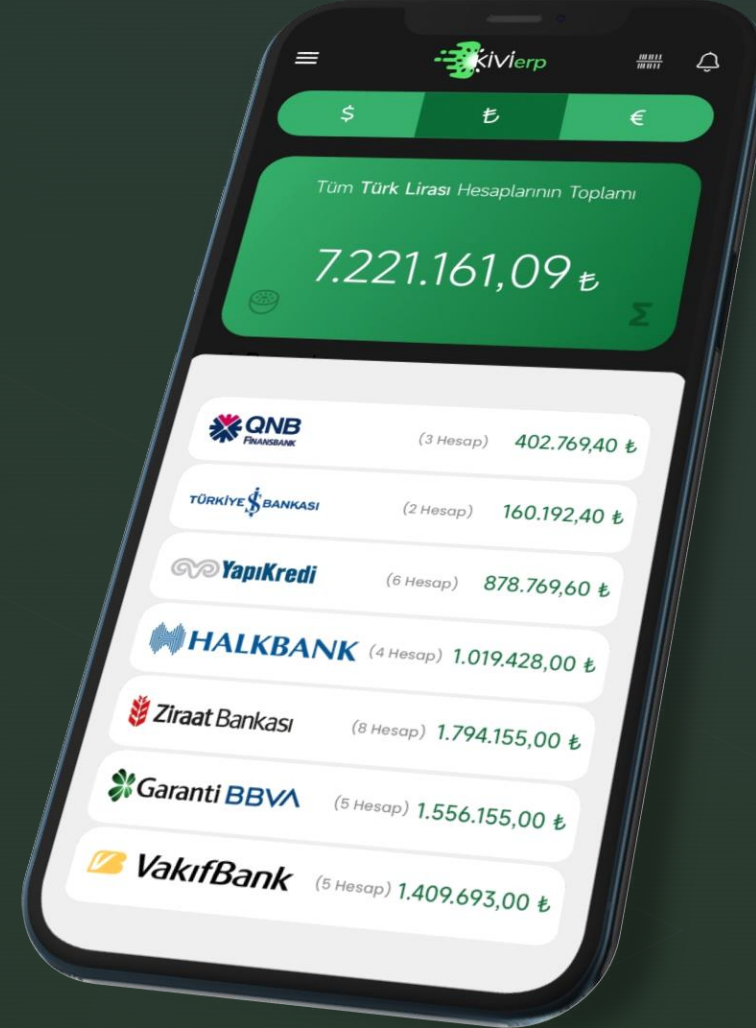 kivierp
$ ₺ €
Tüm Türk Lirası Hesaplarının Toplamı
7.221.161,09 ₺
Σ
QNB
FINANSBANK
(3 Hesap) 402.769,40 ₺
TÜRKİYE İŞ BANKASI (2 Hesap) 160.192,40 ₺
YapıKredi (6 Hesap) 878.769,60 ₺
HALKBANK (4 Hesap) 1.019.428,00 ₺
Ziraat Bankası (8 Hesap) 1.794.155,00 ₺
Garanti BBVA (5 Hesap) 1.556.155,00 ₺
VakıfBank (5 Hesap) 1.409.693,00 ₺